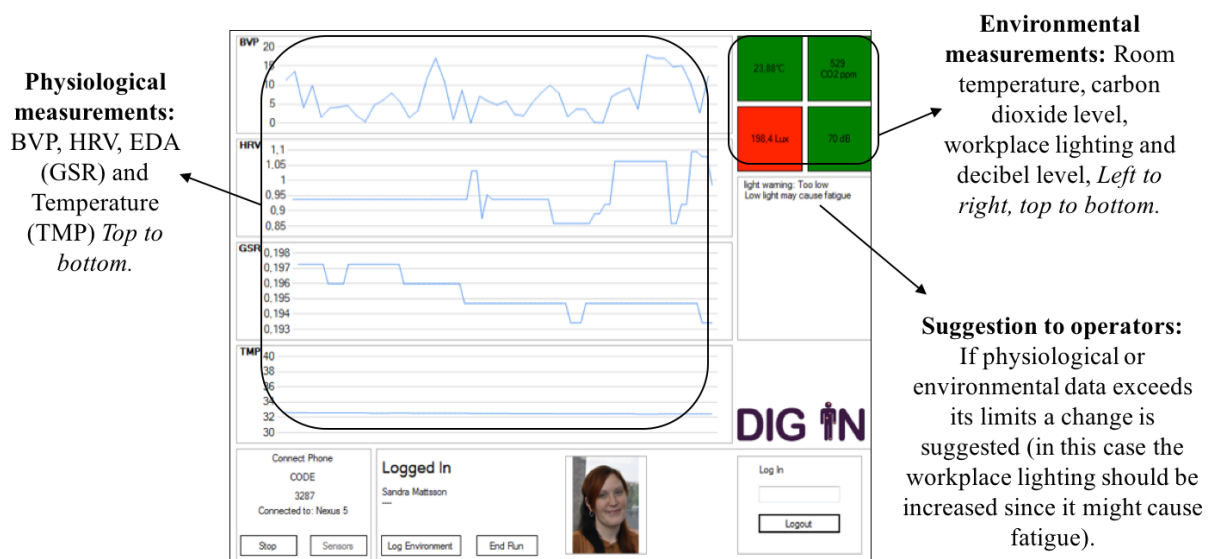 Physiological
measurements:
BVP, HRV, EDA
(GSR) and
Temperature
(TMP) Top to
bottom.
BVP
20
15
10
5
0
HRV
1,1
1.05
1
0.95
0,9
0,85
GSR
0,198
0,197
0,196
0,195
0,194
0,193
TMP
40
38
36
34
32
30
23,88°C
529
CO2 ppm
198,4 Lux
70 dB
light warning: Too low
Low light may cause fatigue
DIG IN
Connect Phone
CODE
3287
Connected to: Nexus 5
Stop
Sensors
Logged In
Sandra Mattsson
----
Log Environment
End Run
Log In
Logout
Environmental
measurements: Room
temperature, carbon
dioxide level,
workplace lighting and
decibel level, Left to
right, top to bottom.
Suggestion to operators:
If physiological or
environmental data exceeds
its limits a change is
suggested (in this case the
workplace lighting should be
increased since it might cause
fatigue).